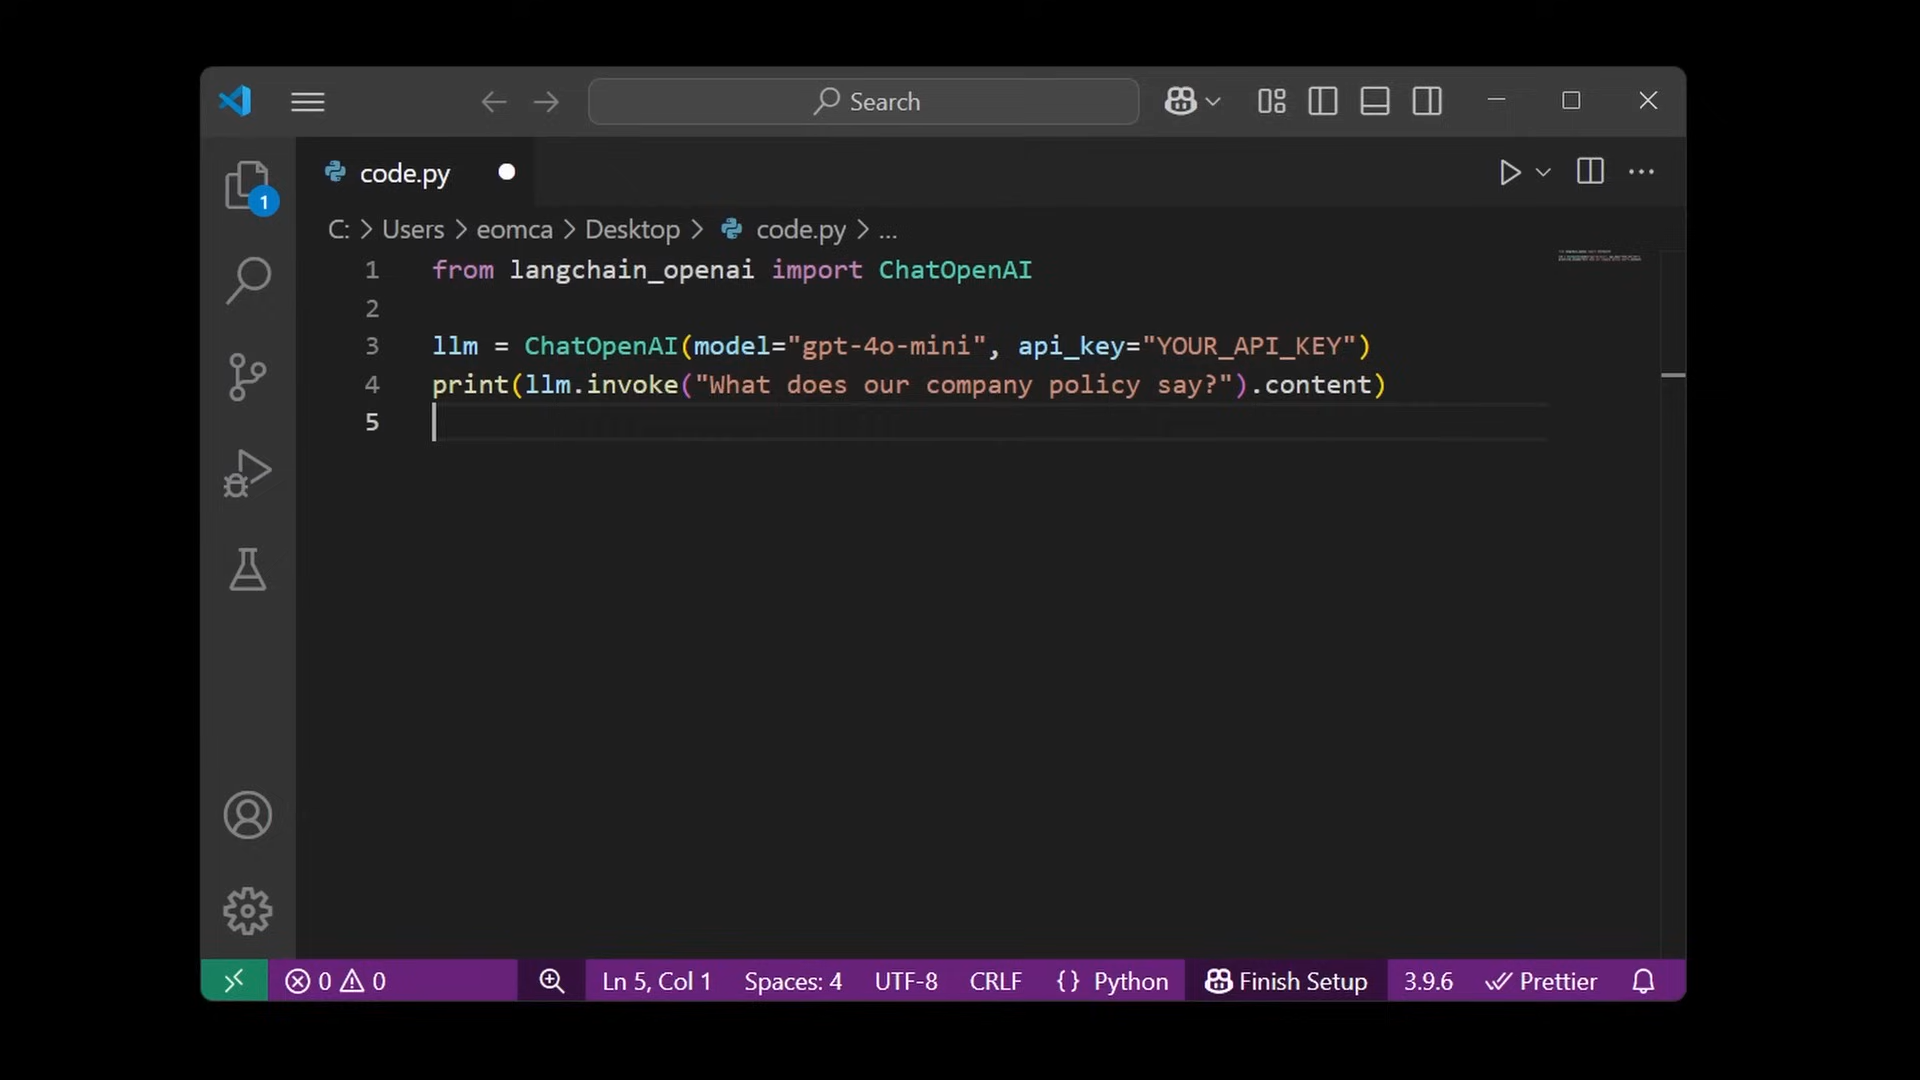 Search
code.py
1
C: > Users > eomca > Desktop > code.py > ...
1 from langchain_openai import ChatOpenAI
2
3 llm = ChatOpenAI(model="gpt-4o-mini", api_key="YOUR_API_KEY")
4 print(llm.invoke("What does our company policy say?").content)
5
0 0 Ln 5, Col 1 Spaces: 4 UTF-8 CRLF {} Python Finish Setup 3.9.6 Prettier